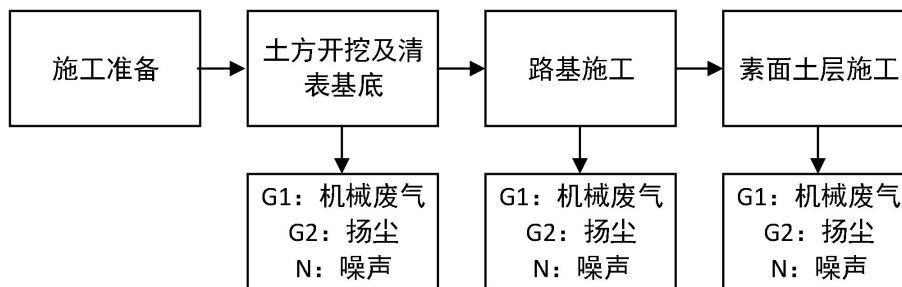 施工准备
土方开挖及清
表基底
路基施工
素面土层施工
G1：机械废气
G2：扬尘
N：噪声
G1：机械废气
G2：扬尘
N：噪声
G1：机械废气
G2：扬尘
N：噪声